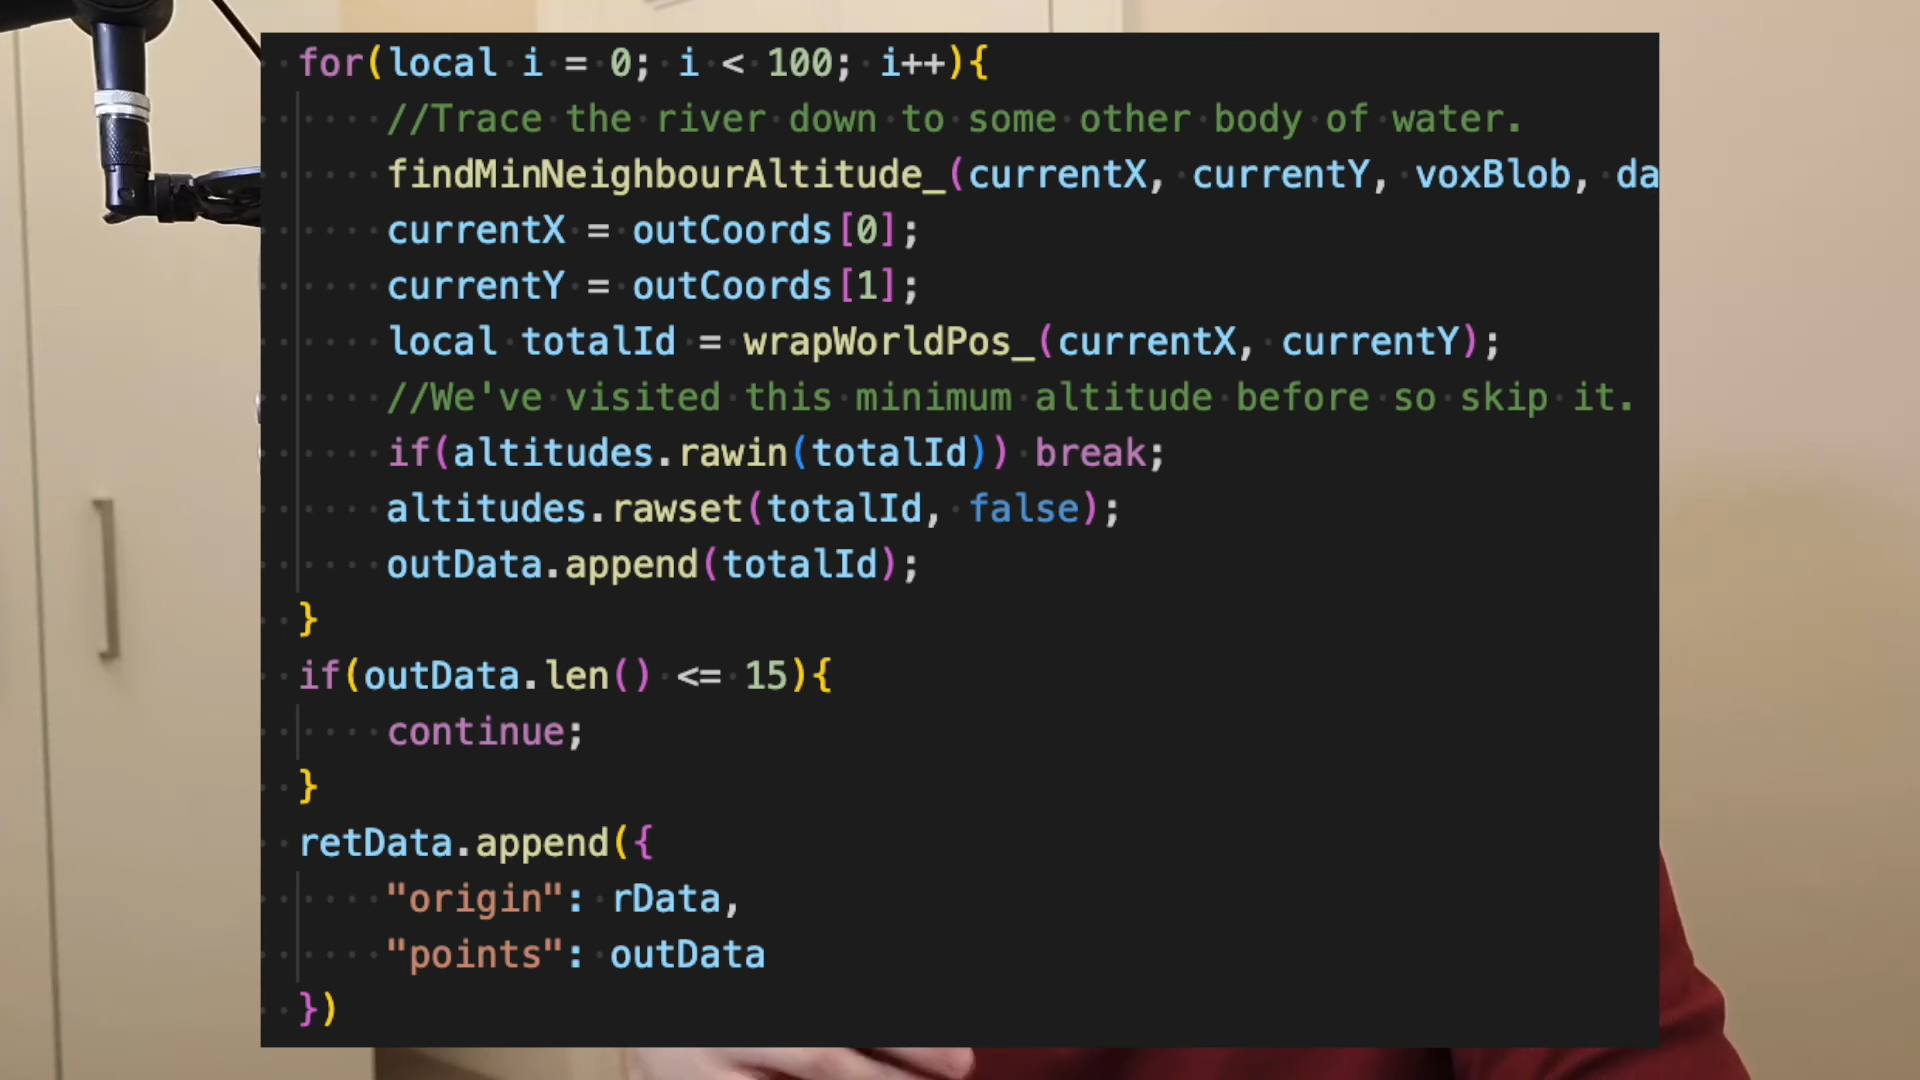 for(local i = 0; i < 100; i++){
//Trace the river down to some other body of water.
findMinNeighbourAltitude_(currentX, currentY, voxBlob,
currentX = outCoords[0];
currentY = outCoords[1];
local totalId = wrapWorldPos_(currentX, currentY);
//We've visited this minimum altitude before so skip it.
if(altitudes.rawin(totalId)) break;
altitudes.rawset(totalId, false);
outData.append(totalId);
}
if(outData.len() <= 15){
continue;
}
retData.append({
"origin": rData,
"points": outData
})